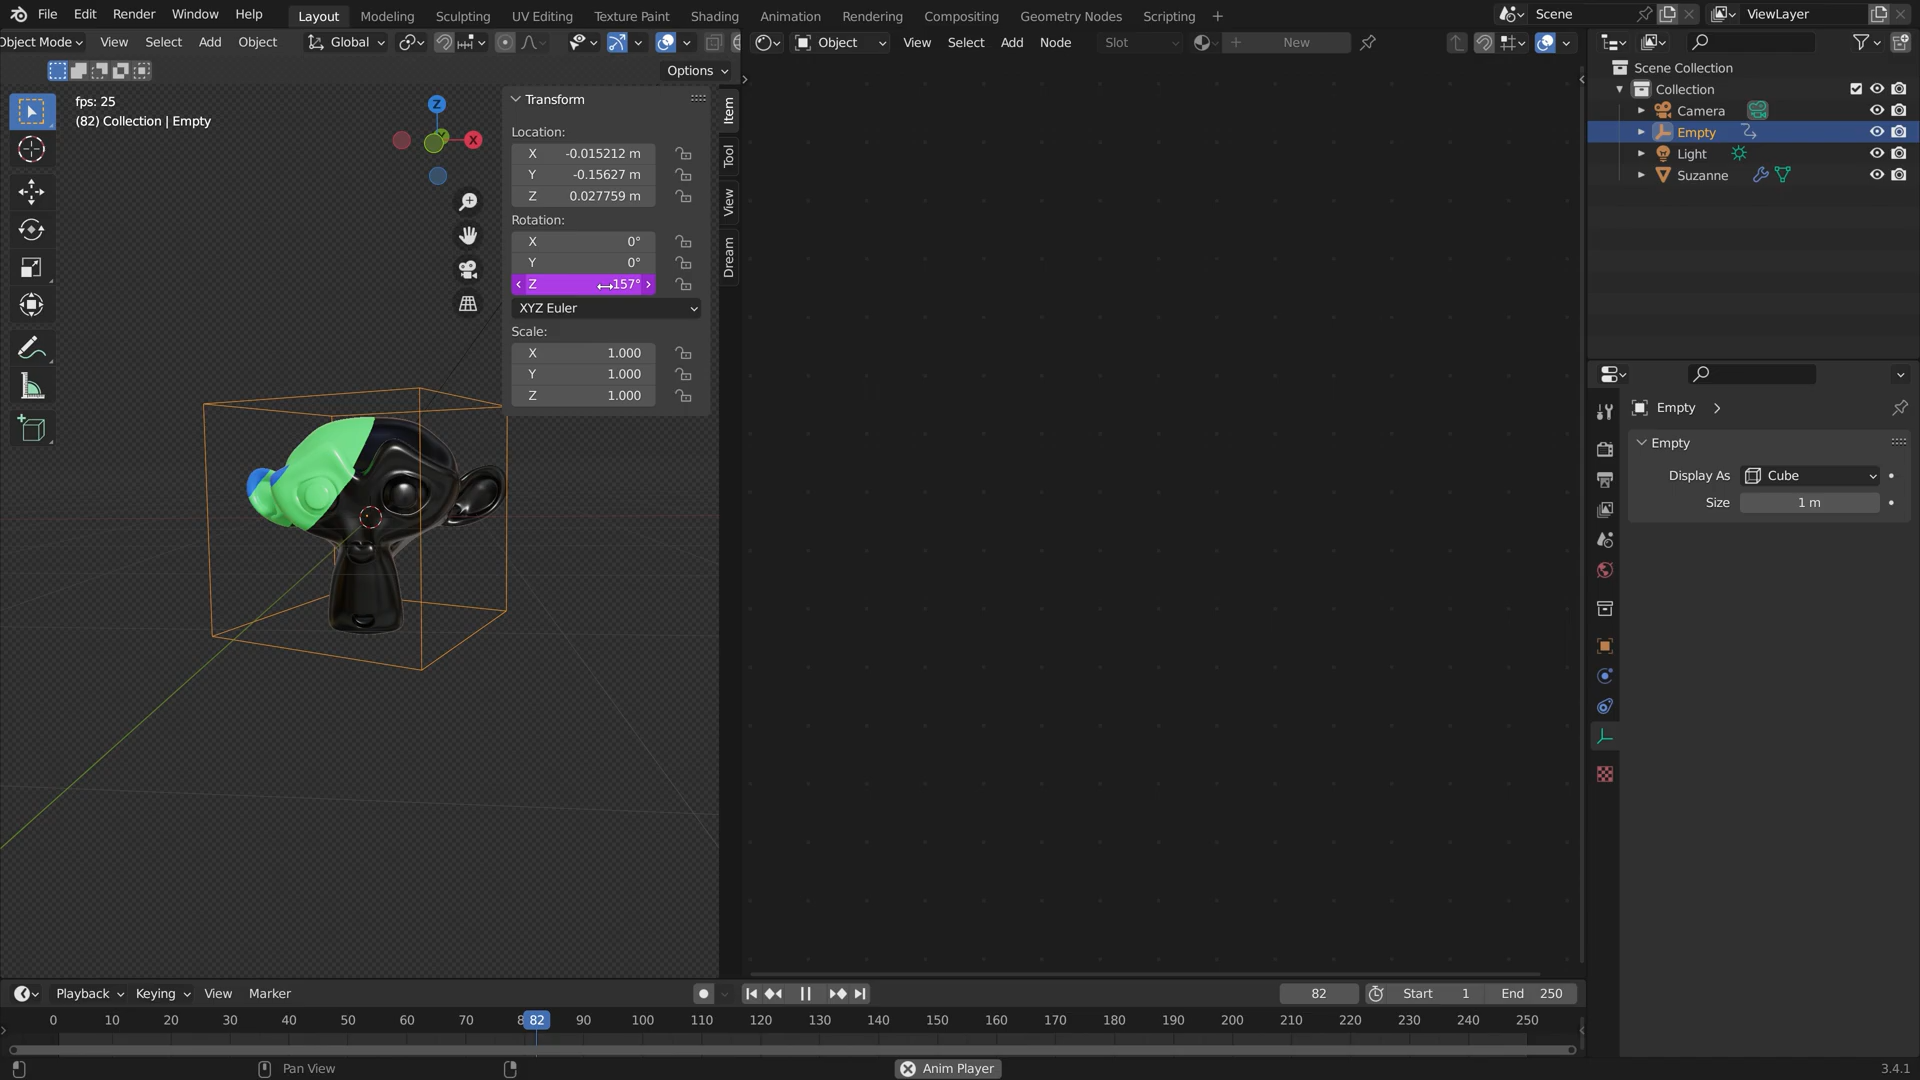 File Edit Render Window Help Layout Modeling Sculpting UV Editing Texture Paint Shading Animation Rendering Compositing Geometry Nodes Scripting + Scene ViewLayer
Object Mode View Select Add Object Global Object View Select Add Node Slot New
Options
fps: 25
(82) Collection | Empty
Z
X
Transform
Location:
X -0.015212 m
Y -0.15627 m
Z 0.027759 m
Rotation:
X 0°
Y 0°
Z 157°
XYZ Euler
Scale:
X 1.000
Y 1.000
Z 1.000
Item
Tool
View
Dream
Scene Collection
Collection
Camera
Empty
Light
Suzanne
Empty
Empty
Display As Cube
Size 1 m
Playback Keying View Marker 82 Start 1 End 250
0 10 20 30 40 50 60 70 82 90 100 110 120 130 140 150 160 170 180 190 200 210 220 230 240 250
Pan View Anim Player 3.4.1